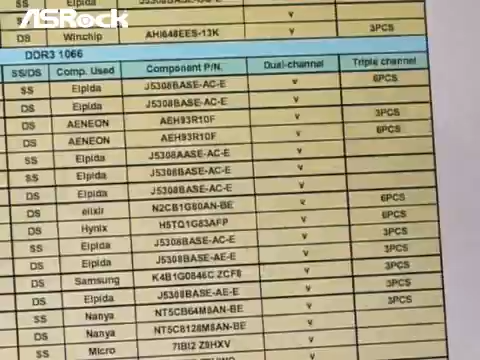 ASRock
v
DS Winchip AHI648EES-13K v 3PCS
DDR3 1066
SS/DS Comp. Used Component P/N. Dual-channel Triple channel
SS Elpida J5308BASE-AC-E v 6PCS
DS Elpida J5308BASE-AC-E v
DS AENEON AEH93R10F v 3PCS
DS AENEON AEH93R10F v 6PCS
SS Elpida J5308AASE-AC-E v
SS Elpida J5308BASE-AC-E v
DS Elpida J5308BASE-AC-E v
DS elixir N2CB1G80AN-BE v 6PCS
DS Hynix H5TQ1G83AFP v 6PCS
SS Elpida J5308BASE-AC-E v 3PCS
DS Elpida J5308BASE-AE-E v 3PCS
DS Samsung K4B1G0846C ZCF8 v 3PCS
DS Elpida J5308BASE-AE-E v 3PCS
SS Nanya NT5CB64M8AN-BE v 3PCS
DS Nanya NT5C8128M8AN-BE v
SS Micro 7IBI2 Z9HXV v